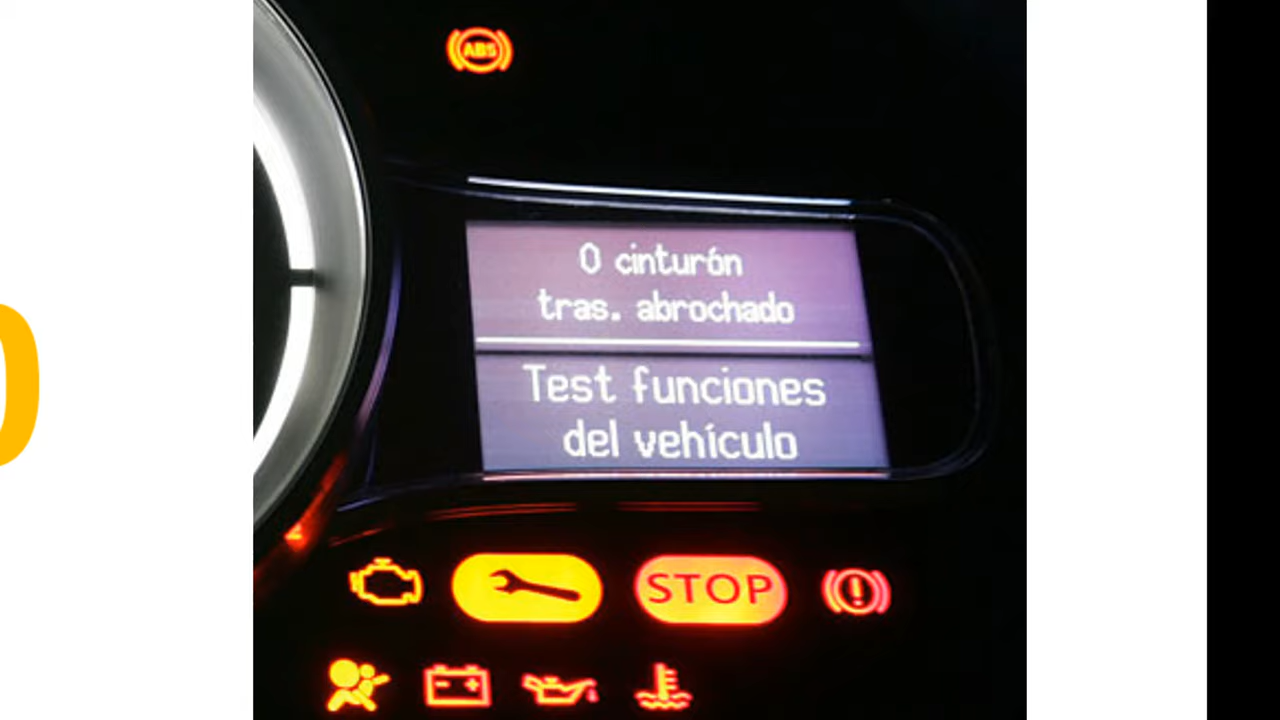 ABS
0 cinturón
tras. abrochado
Test funciones
del vehículo
STOP